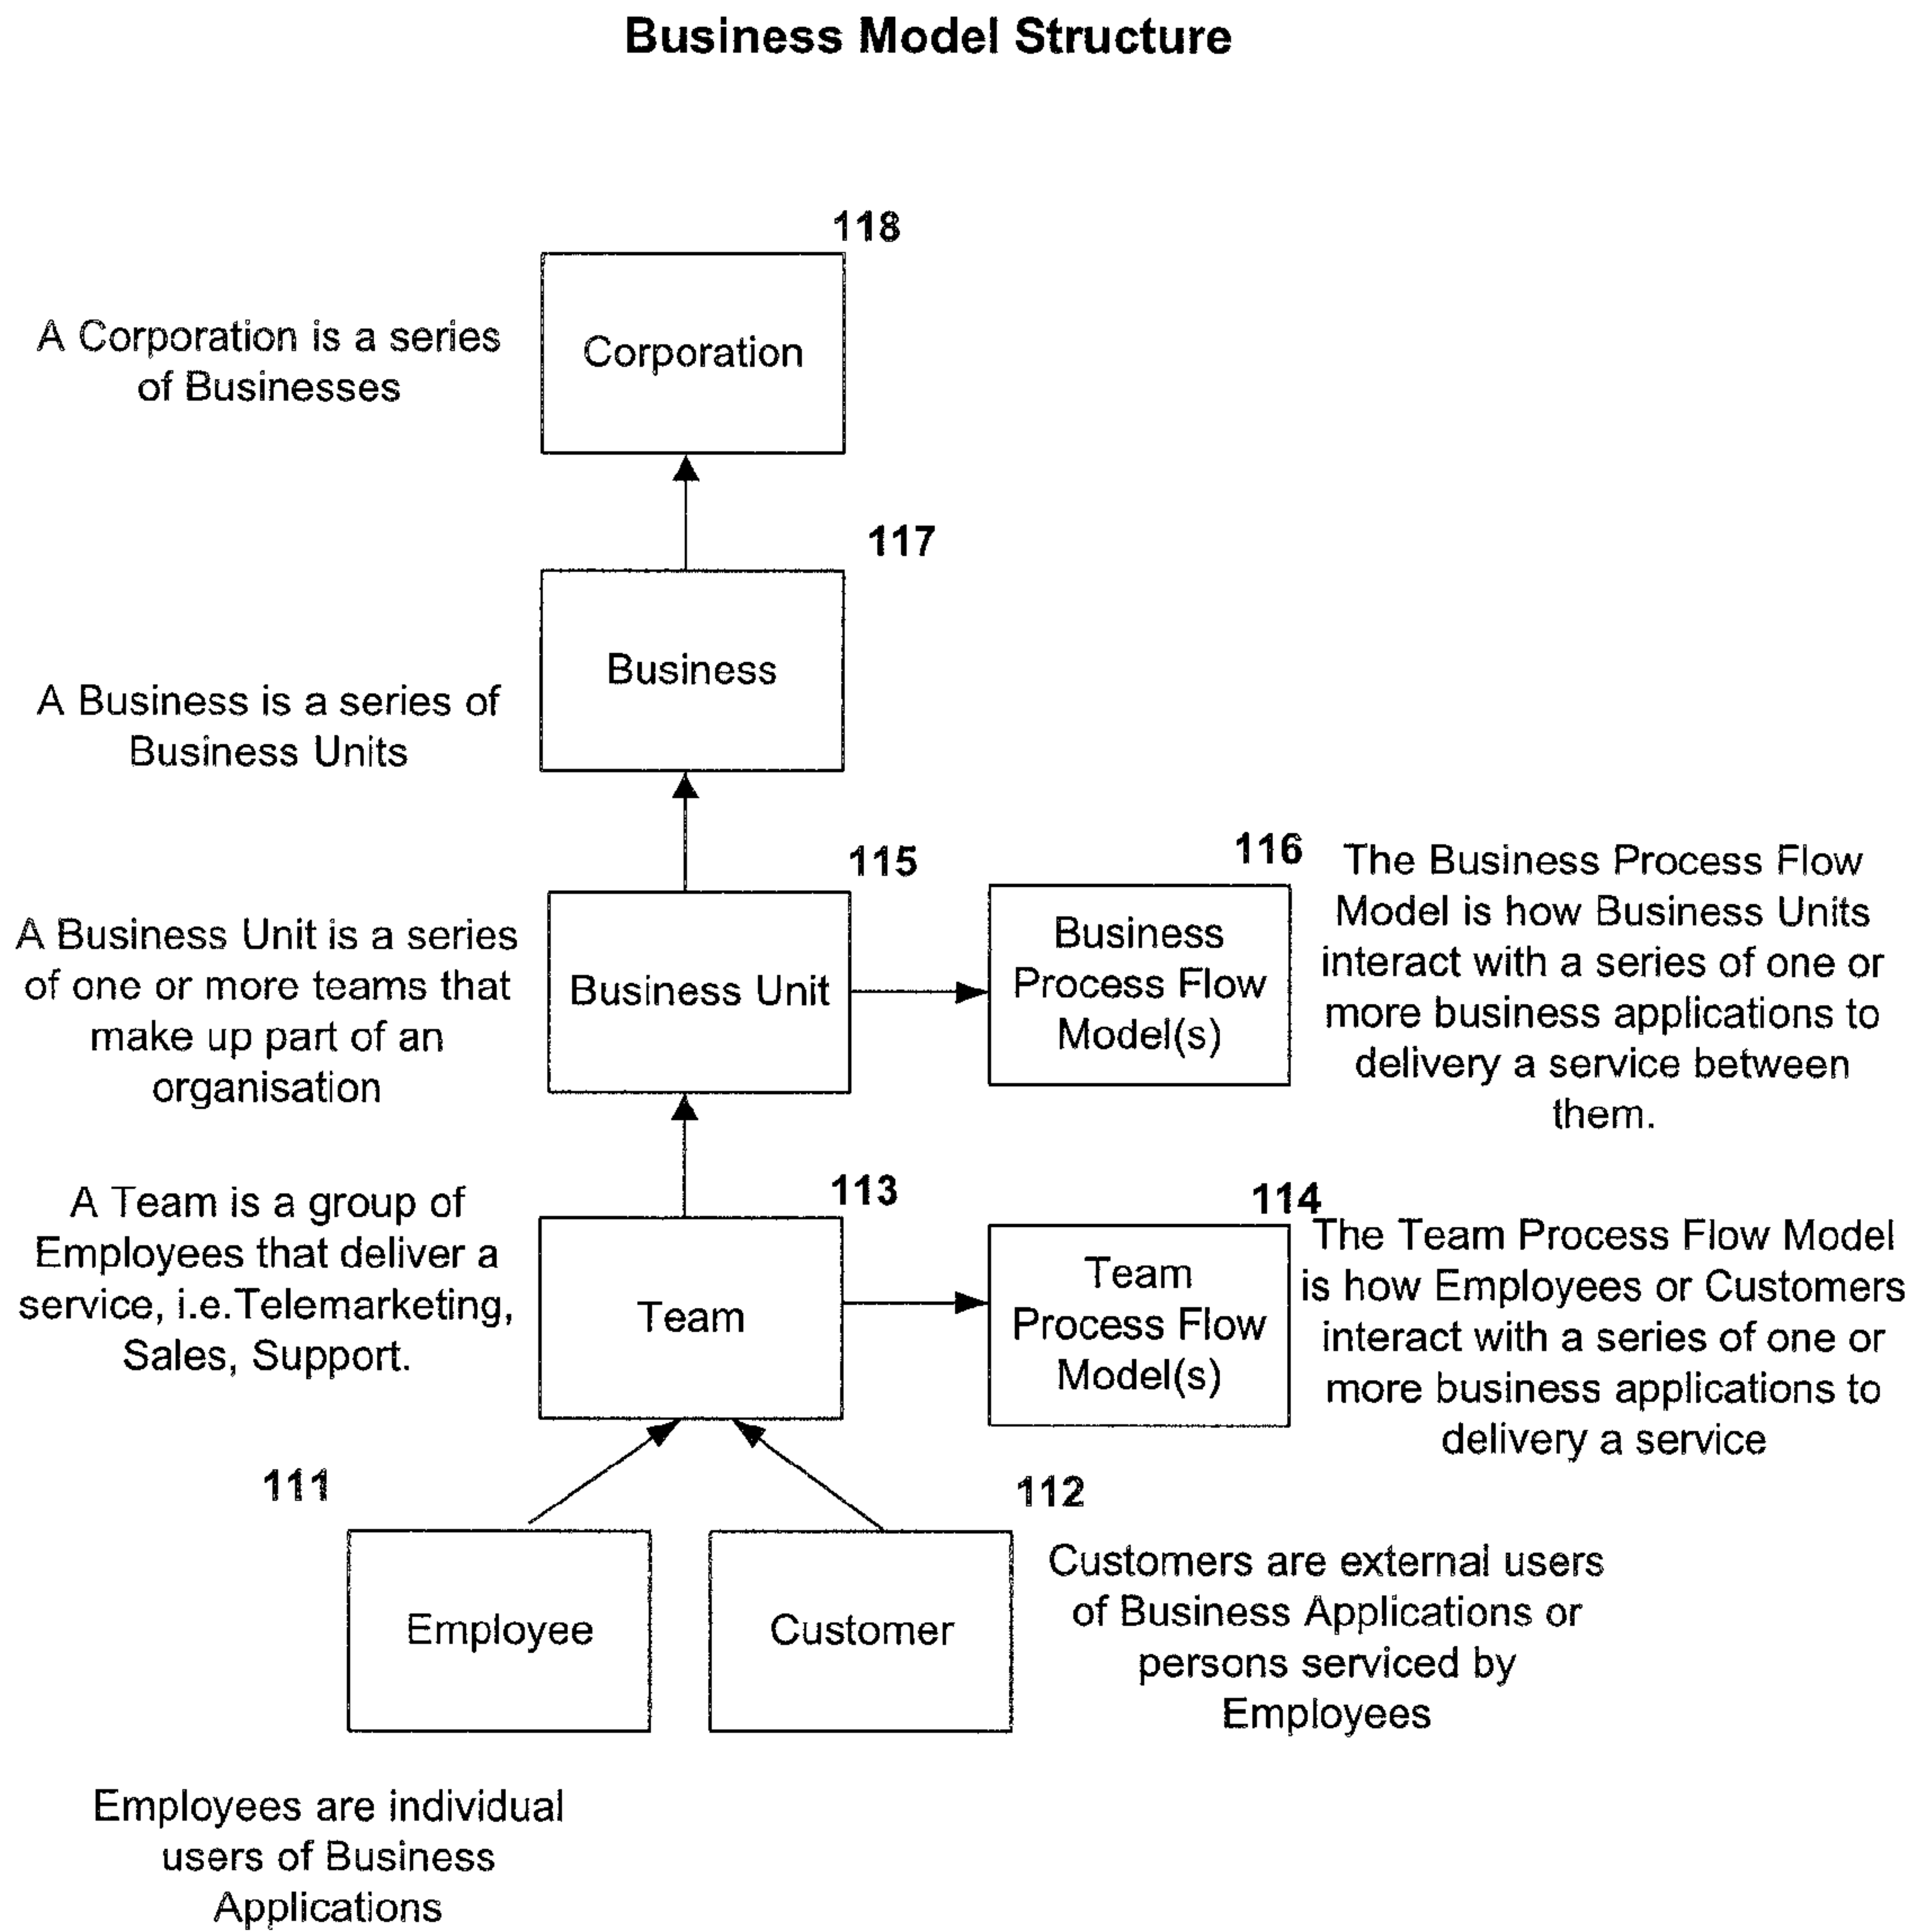 Business Model Structure
118
A Corporation is a series
of Businesses
Corporation
117
Business
A Business is a series of
Business Units
115
116
A Business Unit is a series
of one or more teams that
make up part of an
organisation
Business Unit
Business
Process Flow
Model(s)
The Business Process Flow
Model is how Business Units
interact with a series of one or
more business applications to
delivery a service between
them.
113
114
A Team is a group of
Employees that deliver a
service, i.e.Telemarketing,
Sales, Support.
Team
Team
Process Flow
Model(s)
The Team Process Flow Model
is how Employees or Customers
interact with a series of one or
more business applications to
delivery a service
111
112
Employee
Customer
Customers are external users
of Business Applications or
persons serviced by
Employees
Employees are individual
users of Business
Applications